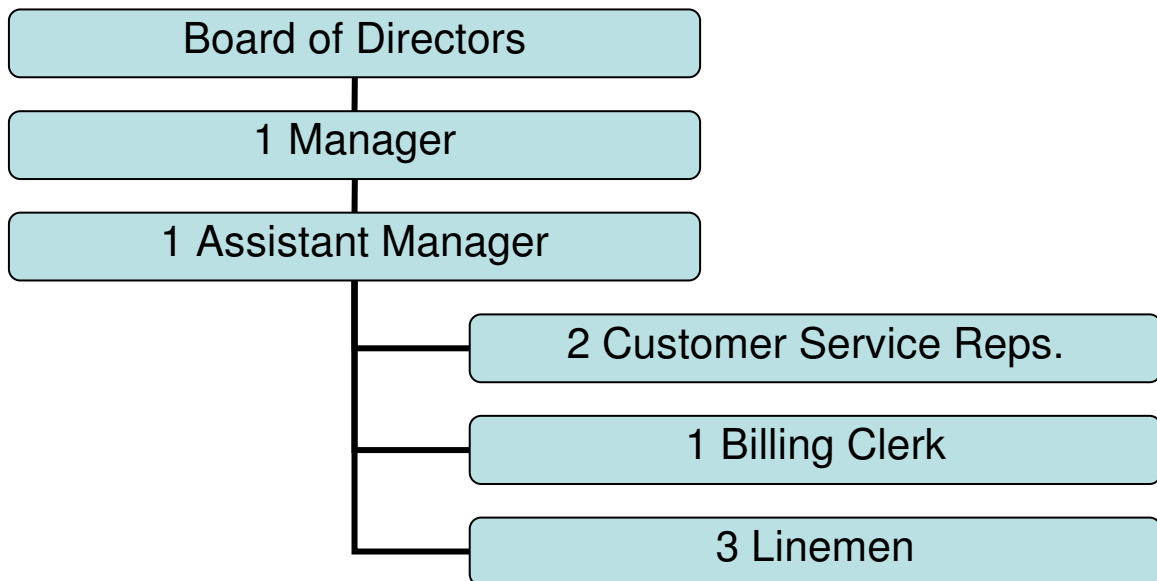 Board of Directors
1 Manager
1 Assistant Manager
2 Customer Service Reps.
1 Billing Clerk
3 Linemen